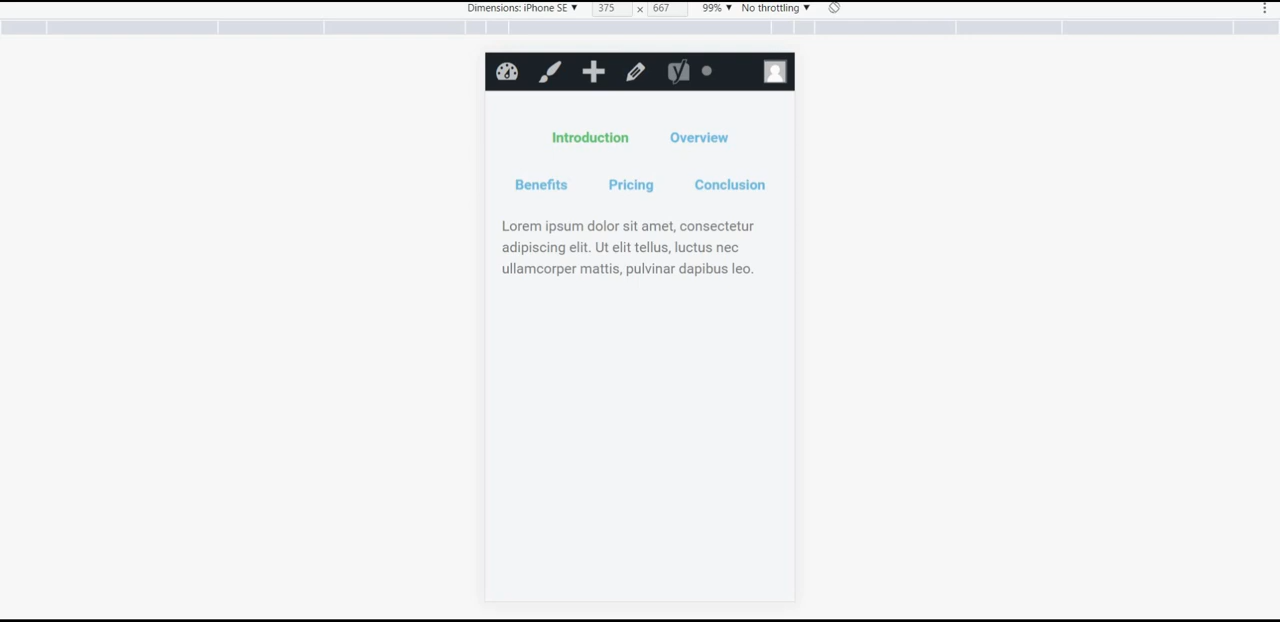 Dimensions: iPhone SE ▼ 375 × 667 99% ▼ No throttling ▼
Introduction Overview
Benefits Pricing Conclusion
Lorem ipsum dolor sit amet, consectetur
adipiscing elit. Ut elit tellus, luctus nec
ullamcorper mattis, pulvinar dapibus leo.